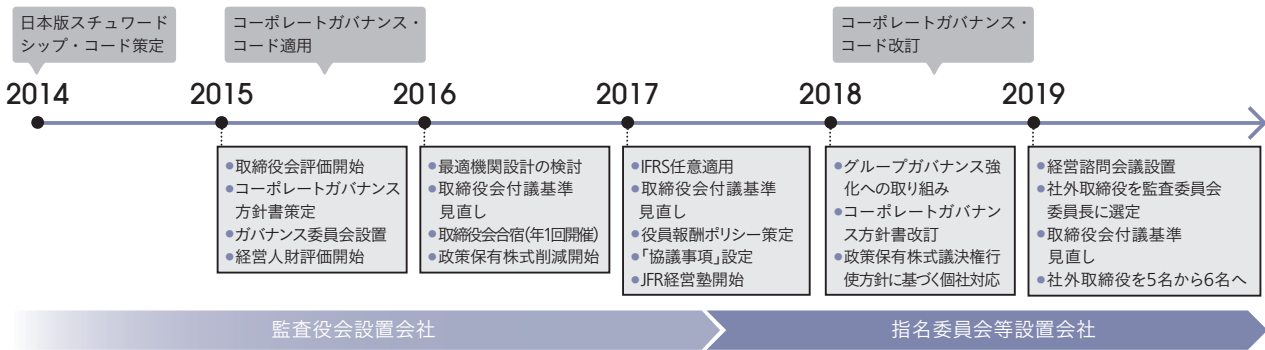 日本版スチュワード
シップ・コード策定
コーポレートガバナンス・
コード適用
コーポレートガバナンス・
コード改訂
2014
2015
2016
2017
2018
2019
●取締役会評価開始
●コーポレートガバナンス
方針書策定
●ガバナンス委員会設置
●経営人財評価開始
●最適機関設計の検討
●取締役会付議基準
見直し
●取締役会合宿(年1回開催)
●政策保有株式削減開始
●IFRS任意適用
●取締役会付議基準
見直し
●役員報酬ポリシー策定
●「協議事項」設定
●JFR経営塾開始
●グループガバナンス強
化への取り組み
●コーポレートガバナン
ス方針書改訂
●政策保有株式議決権行
使方針に基づく個社対応
●経営諮問会議設置
●社外取締役を監査委員会
委員長に選定
●取締役会付議基準
見直し
●社外取締役を5名から6名へ
監査役会設置会社
指名委員会等設置会社